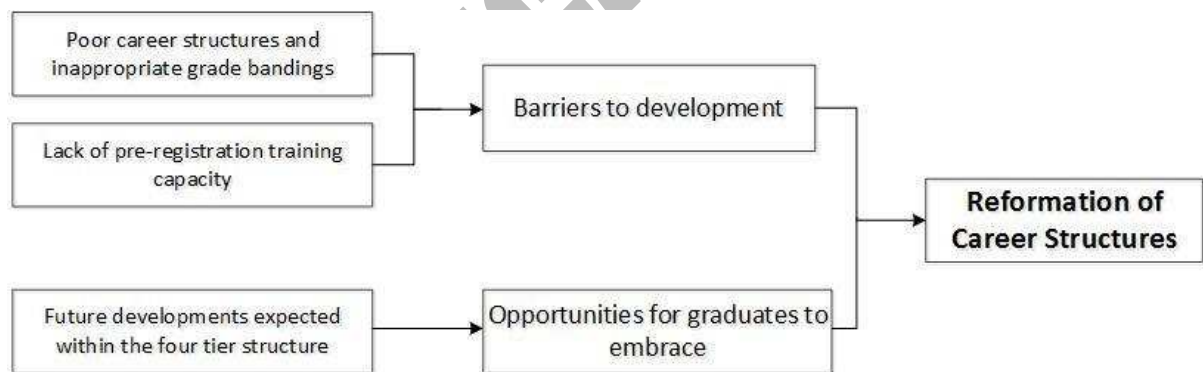 Poor career structures and
inappropriate grade bandings
Lack of pre-registration training
capacity
Barriers to development
Future developments expected
within the four tier structure
Opportunities for graduates to
embrace
Reformation of
Career Structures